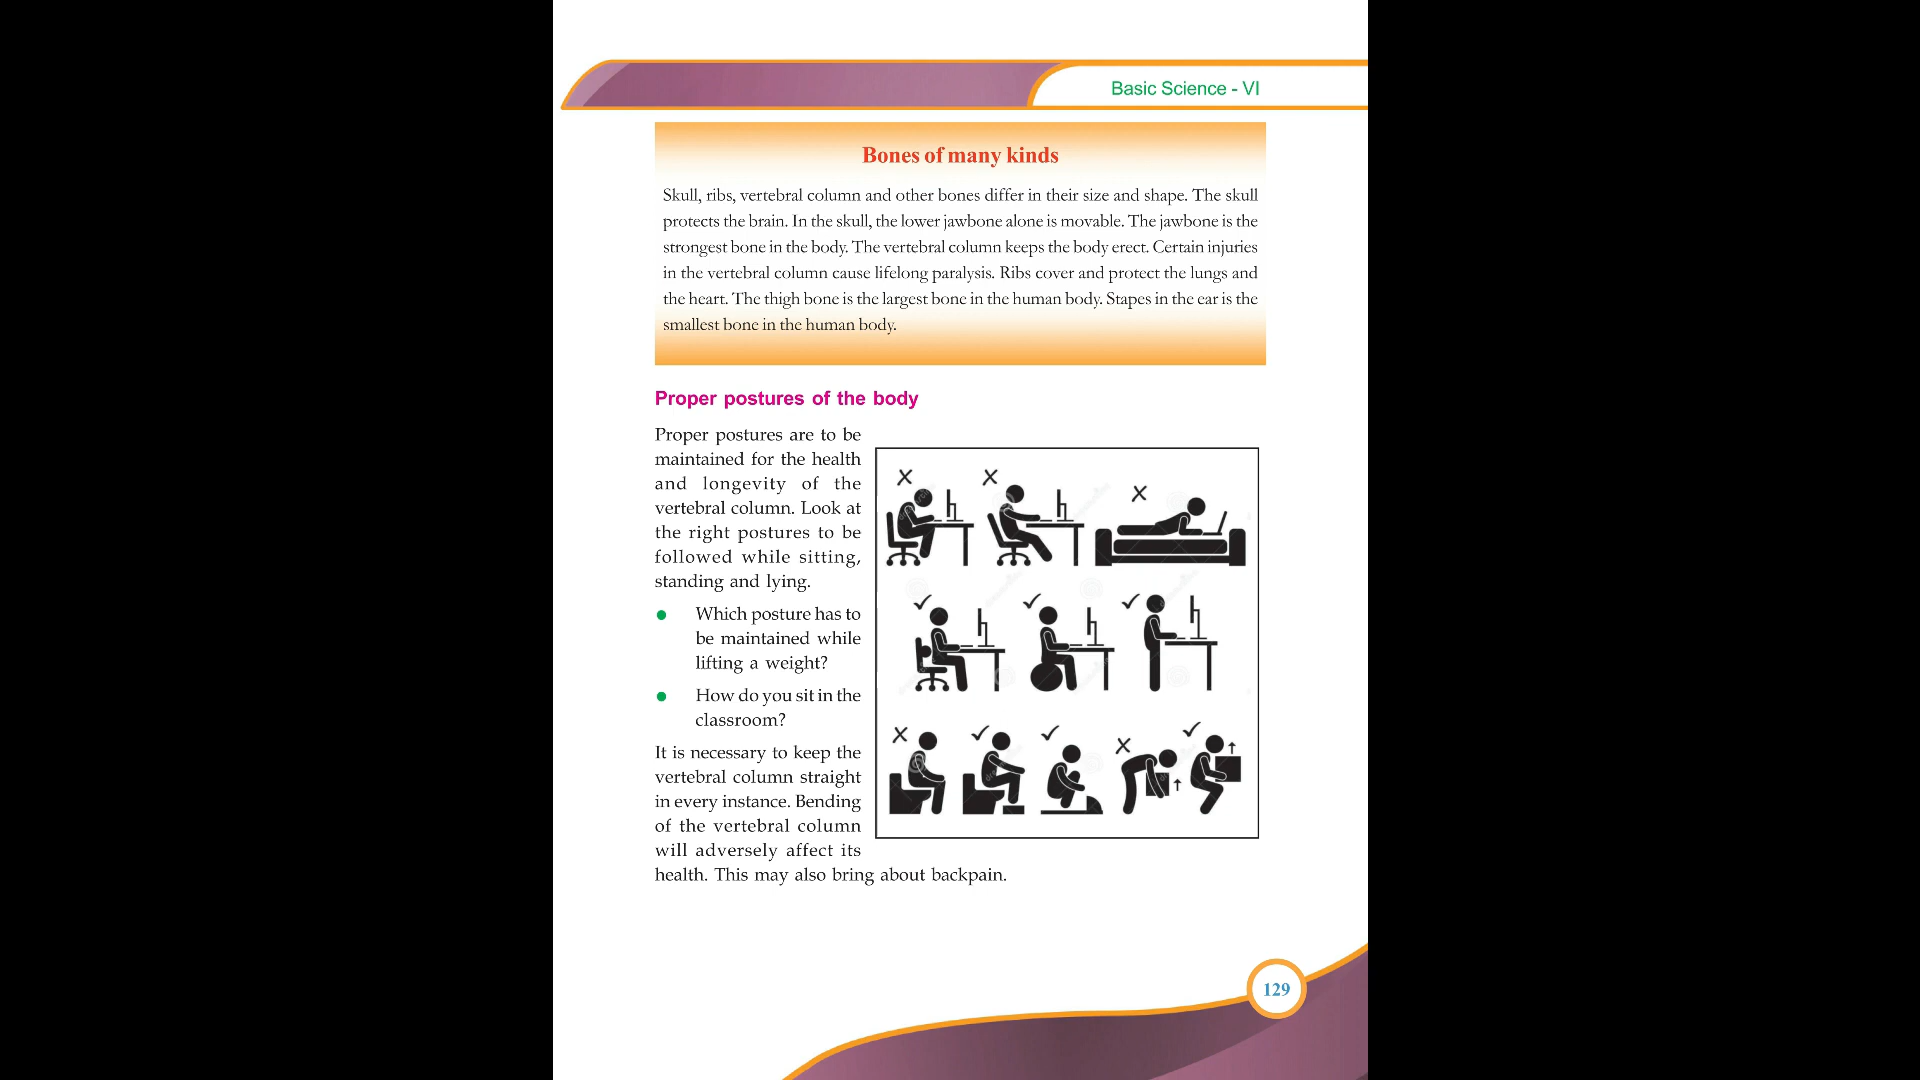 Basic Science - VI
Bones of many kinds
Skull, ribs, vertebral column and other bones differ in their size and shape. The skull
protects the brain. In the skull, the lower jawbone alone is movable. The jawbone is the
strongest bone in the body. The vertebral column keeps the body erect. Certain injuries
in the vertebral column cause lifelong paralysis. Ribs cover and protect the lungs and
the heart. The thigh bone is the largest bone in the human body. Stapes in the ear is the
smallest bone in the human body.
Proper postures of the body
Proper postures are to be
maintained for the health
and longevity of the
vertebral column. Look at
the right postures to be
followed while sitting,
standing and lying.
● Which posture has to
be maintained while
lifting a weight?
● How do you sit in the
classroom?
It is necessary to keep the
vertebral column straight
in every instance. Bending
of the vertebral column
will adversely affect its
health. This may also bring about backpain.
129